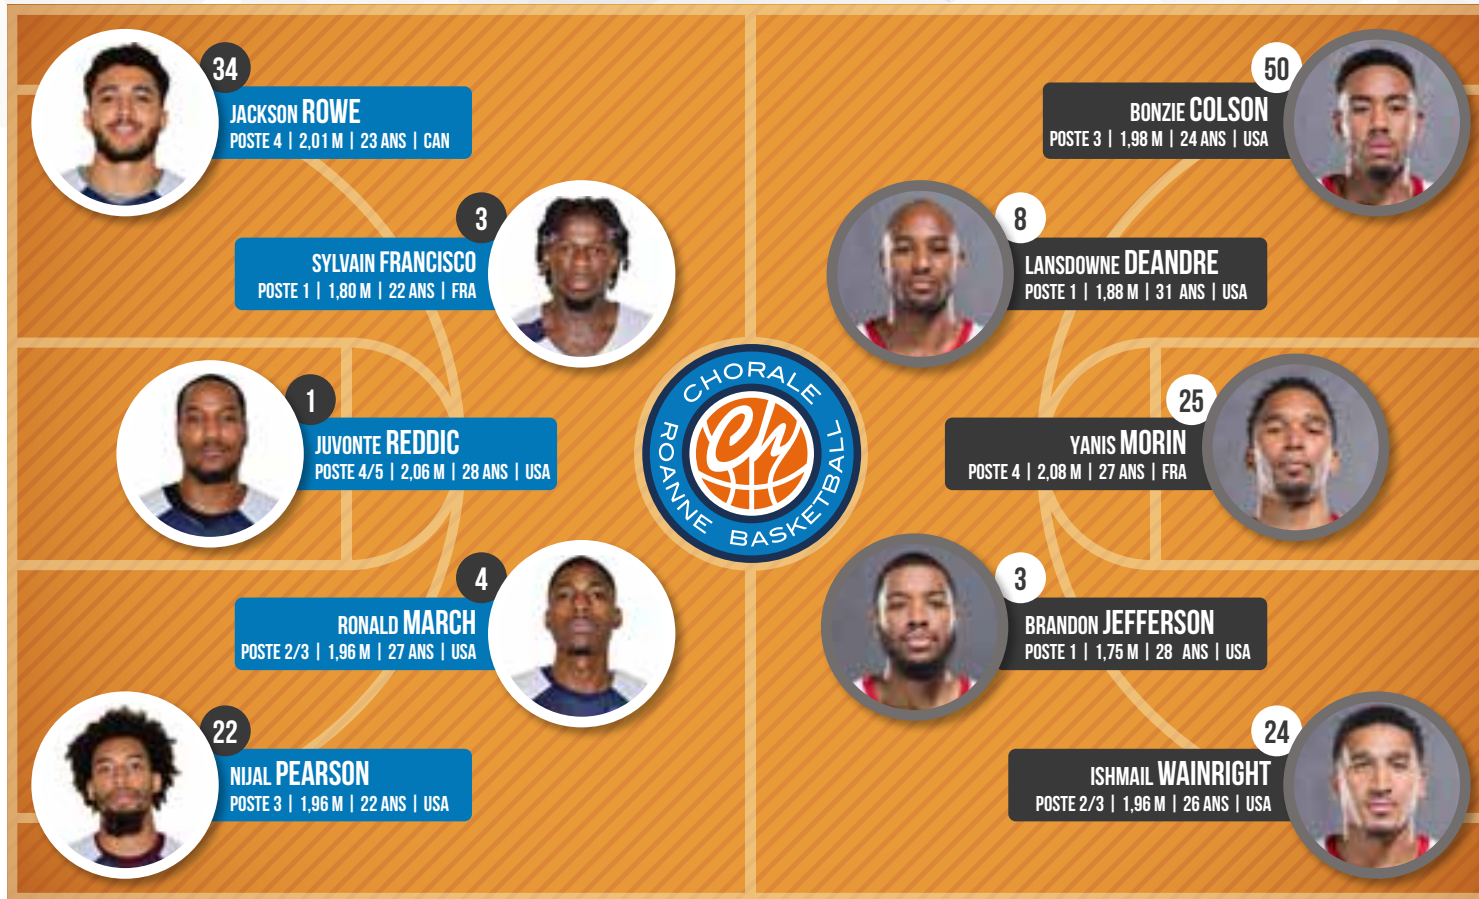 34
JACKSON ROWE
POSTE 4 | 2,01 M | 23 ANS | CAN
3
SYLVAIN FRANCISCO
POSTE 1 | 1,80 M | 22 ANS | FRA
1
JUVONTE REDDIC
POSTE 4/5 | 2,06 M | 28 ANS | USA
4
RONALD MARCH
POSTE 2/3 | 1,96 M | 27 ANS | USA
22
NIJAL PEARSON
POSTE 3 | 1,96 M | 22 ANS | USA
CHORALE
ROANNE BASKETBALL
50
BONZIE COLSON
POSTE 3 | 1,98 M | 24 ANS | USA
8
LANSDOWNE DEANDRE
POSTE 1 | 1,88 M | 31 ANS | USA
25
YANIS MORIN
POSTE 4 | 2,08 M | 27 ANS | FRA
3
BRANDON JEFFERSON
POSTE 1 | 1,75 M | 28 ANS | USA
24
ISHMAIL WAINRIGHT
POSTE 2/3 | 1,96 M | 26 ANS | USA